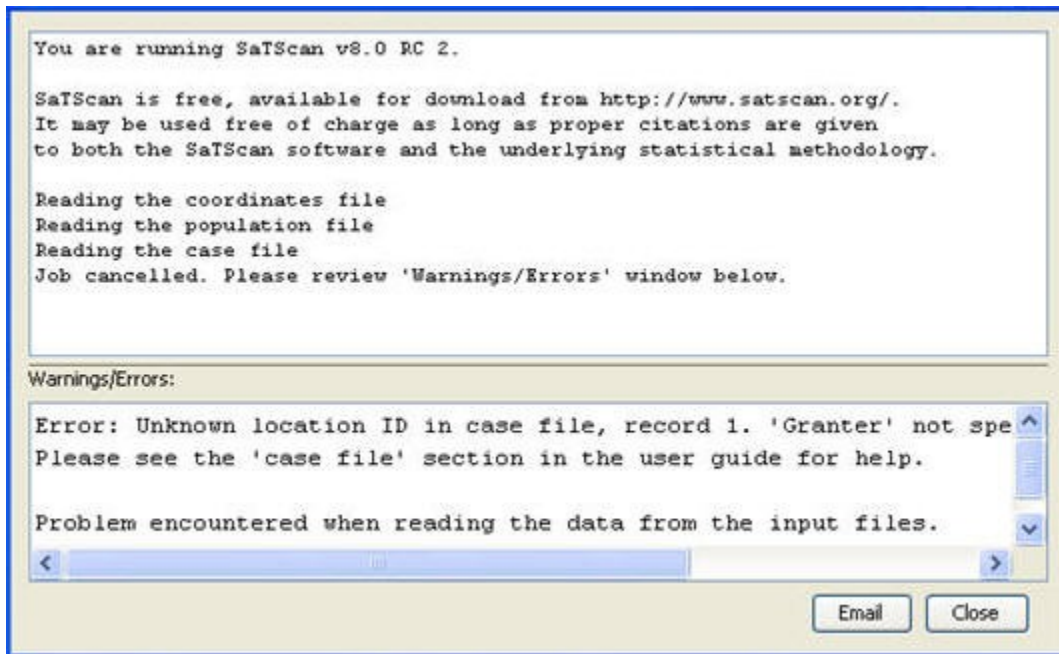 You are running SaTScan v8.0 RC 2.
SaTScan is free, available for download from http://www.satscan.org/.
It may be used free of charge as long as proper citations are given
to both the SaTScan software and the underlying statistical methodology.
Reading the coordinates file
Reading the population file
Reading the case file
Job cancelled. Please review 'Warnings/Errors' window below.
Warnings/Errors:
Error: Unknown location ID in case file, record 1. 'Granter' not spe
Please see the 'case file' section in the user guide for help.
Problem encountered when reading the data from the input files.
Email Close